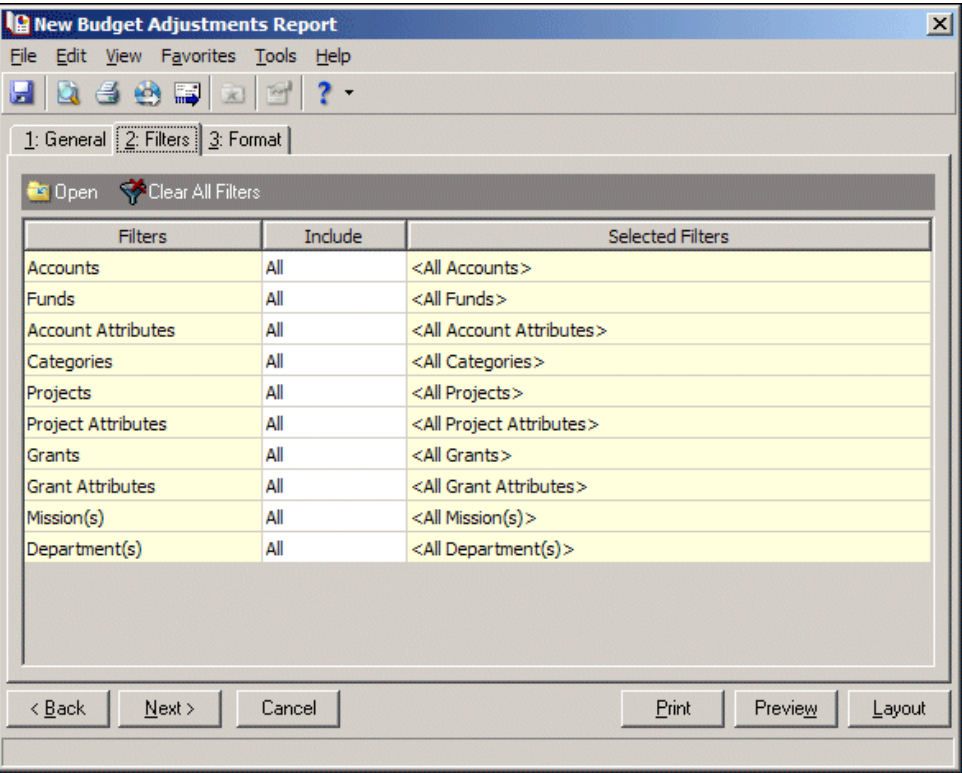 New Budget Adjustments Report
File Edit View Favorites Tools Help
?
1: General 2: Filters 3: Format
Open Clear All Filters
Filters Include Selected Filters
Accounts All <All Accounts>
Funds All <All Funds>
Account Attributes All <All Account Attributes>
Categories All <All Categories>
Projects All <All Projects>
Project Attributes All <All Project Attributes>
Grants All <All Grants>
Grant Attributes All <All Grant Attributes>
Mission(s) All <All Mission(s)>
Department(s) All <All Department(s)>
< Back Next > Cancel Print Preview Layout